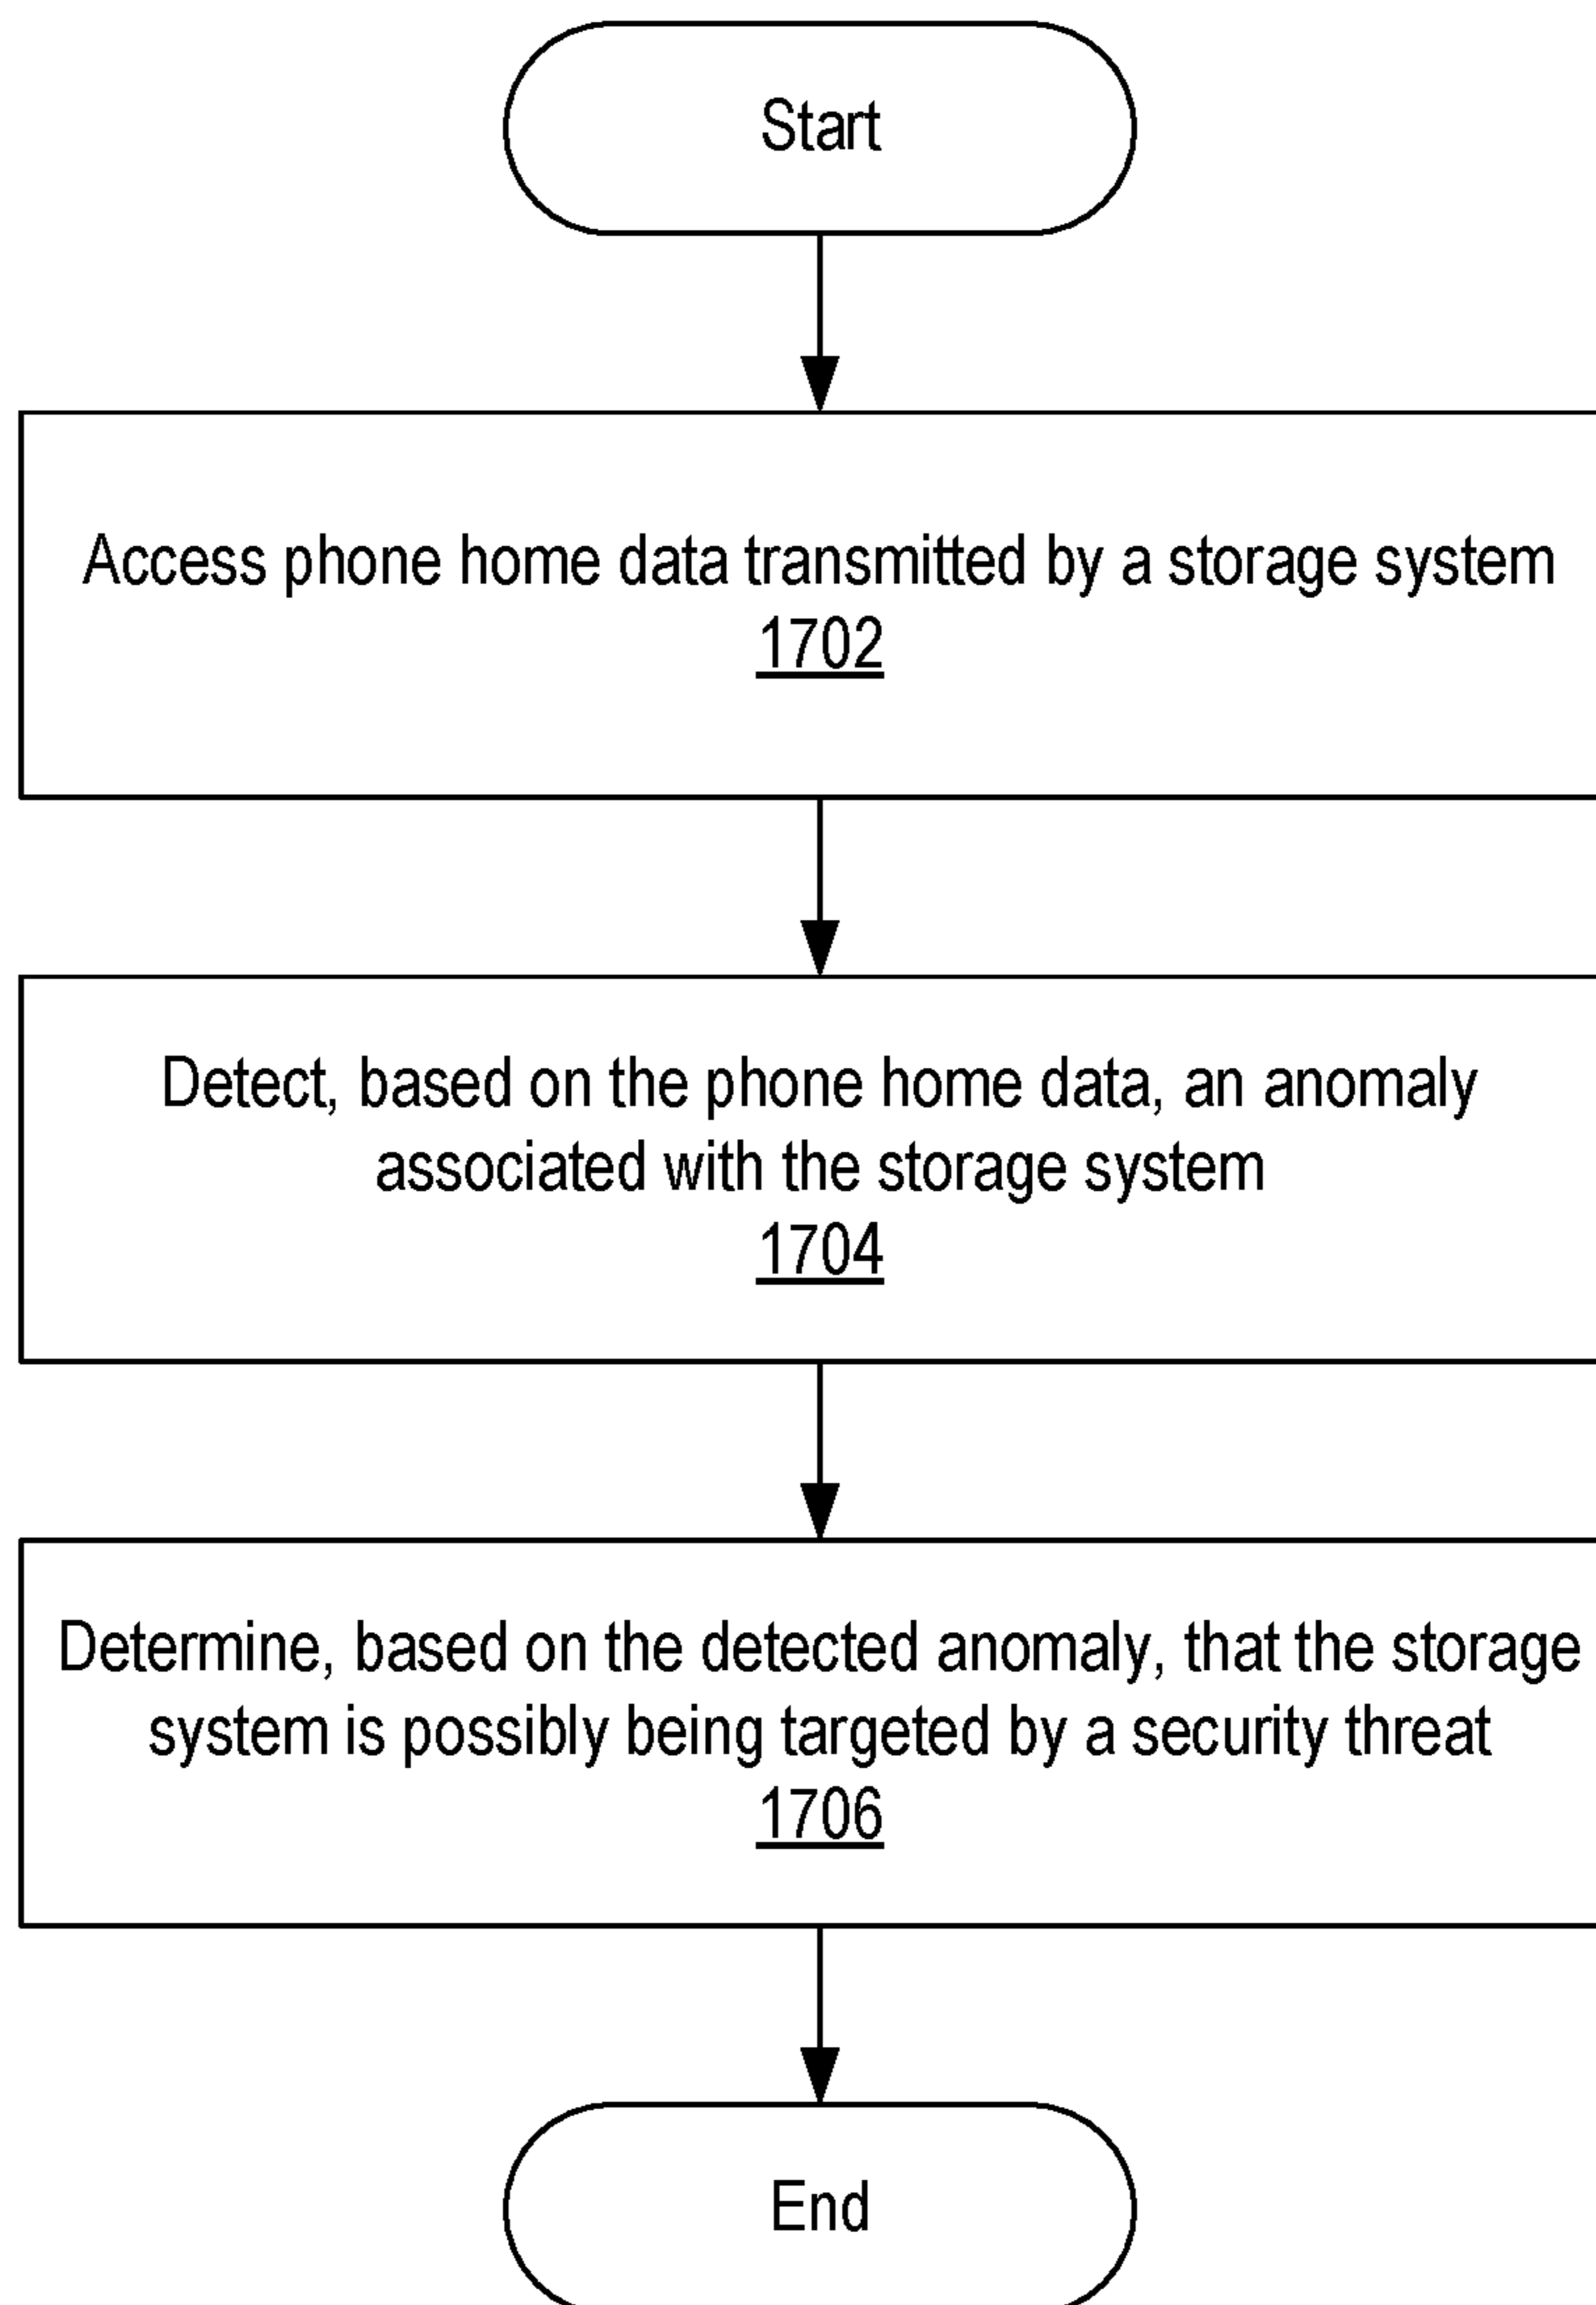 Start
Access phone home data transmitted by a storage system
1702
Detect, based on the phone home data, an anomaly
associated with the storage system
1704
Determine, based on the detected anomaly, that the storage
system is possibly being targeted by a security threat
1706
End